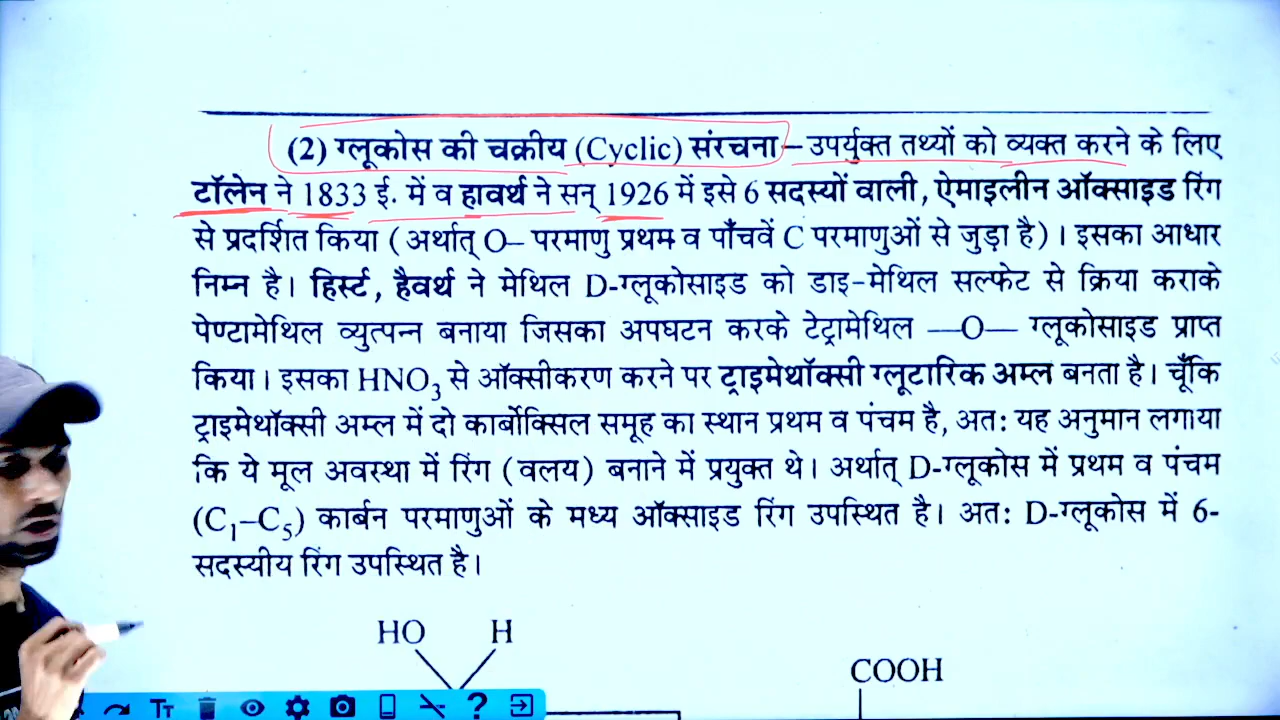 (2) ग्लूकोस की चक्रीय (Cyclic) संरचना – उपर्युक्त तथ्यों को व्यक्त करने के लिए
टॉलेन ने 1833 ई. में व हावर्थ ने सन् 1926 में इसे 6 सदस्यों वाली, ऐमाइलीन ऑक्साइड रिंग
से प्रदर्शित किया (अर्थात् O– परमाणु प्रथम व पाँचवें C परमाणुओं से जुड़ा है)। इसका आधार
निम्न है। हिर्स्ट, हैवर्थ ने मेथिल D-ग्लूकोसाइड को डाइ-मेथिल सल्फेट से क्रिया कराके
पेण्टामेथिल व्युत्पन्न बनाया जिसका अपघटन करके टेट्रामेथिल —O— ग्लूकोसाइड प्राप्त
किया। इसका HNO₃ से ऑक्सीकरण करने पर ट्राइमेथॉक्सी ग्लूटारिक अम्ल बनता है। चूँकि
ट्राइमेथॉक्सी अम्ल में दो कार्बोक्सिल समूह का स्थान प्रथम व पंचम है, अत: यह अनुमान लगाया
कि ये मूल अवस्था में रिंग (वलय) बनाने में प्रयुक्त थे। अर्थात् D-ग्लूकोस में प्रथम व पंचम
(C₁–C₅) कार्बन परमाणुओं के मध्य ऑक्साइड रिंग उपस्थित है। अत: D-ग्लूकोस में 6-
सदस्यीय रिंग उपस्थित है।
HO H
COOH
TT ?